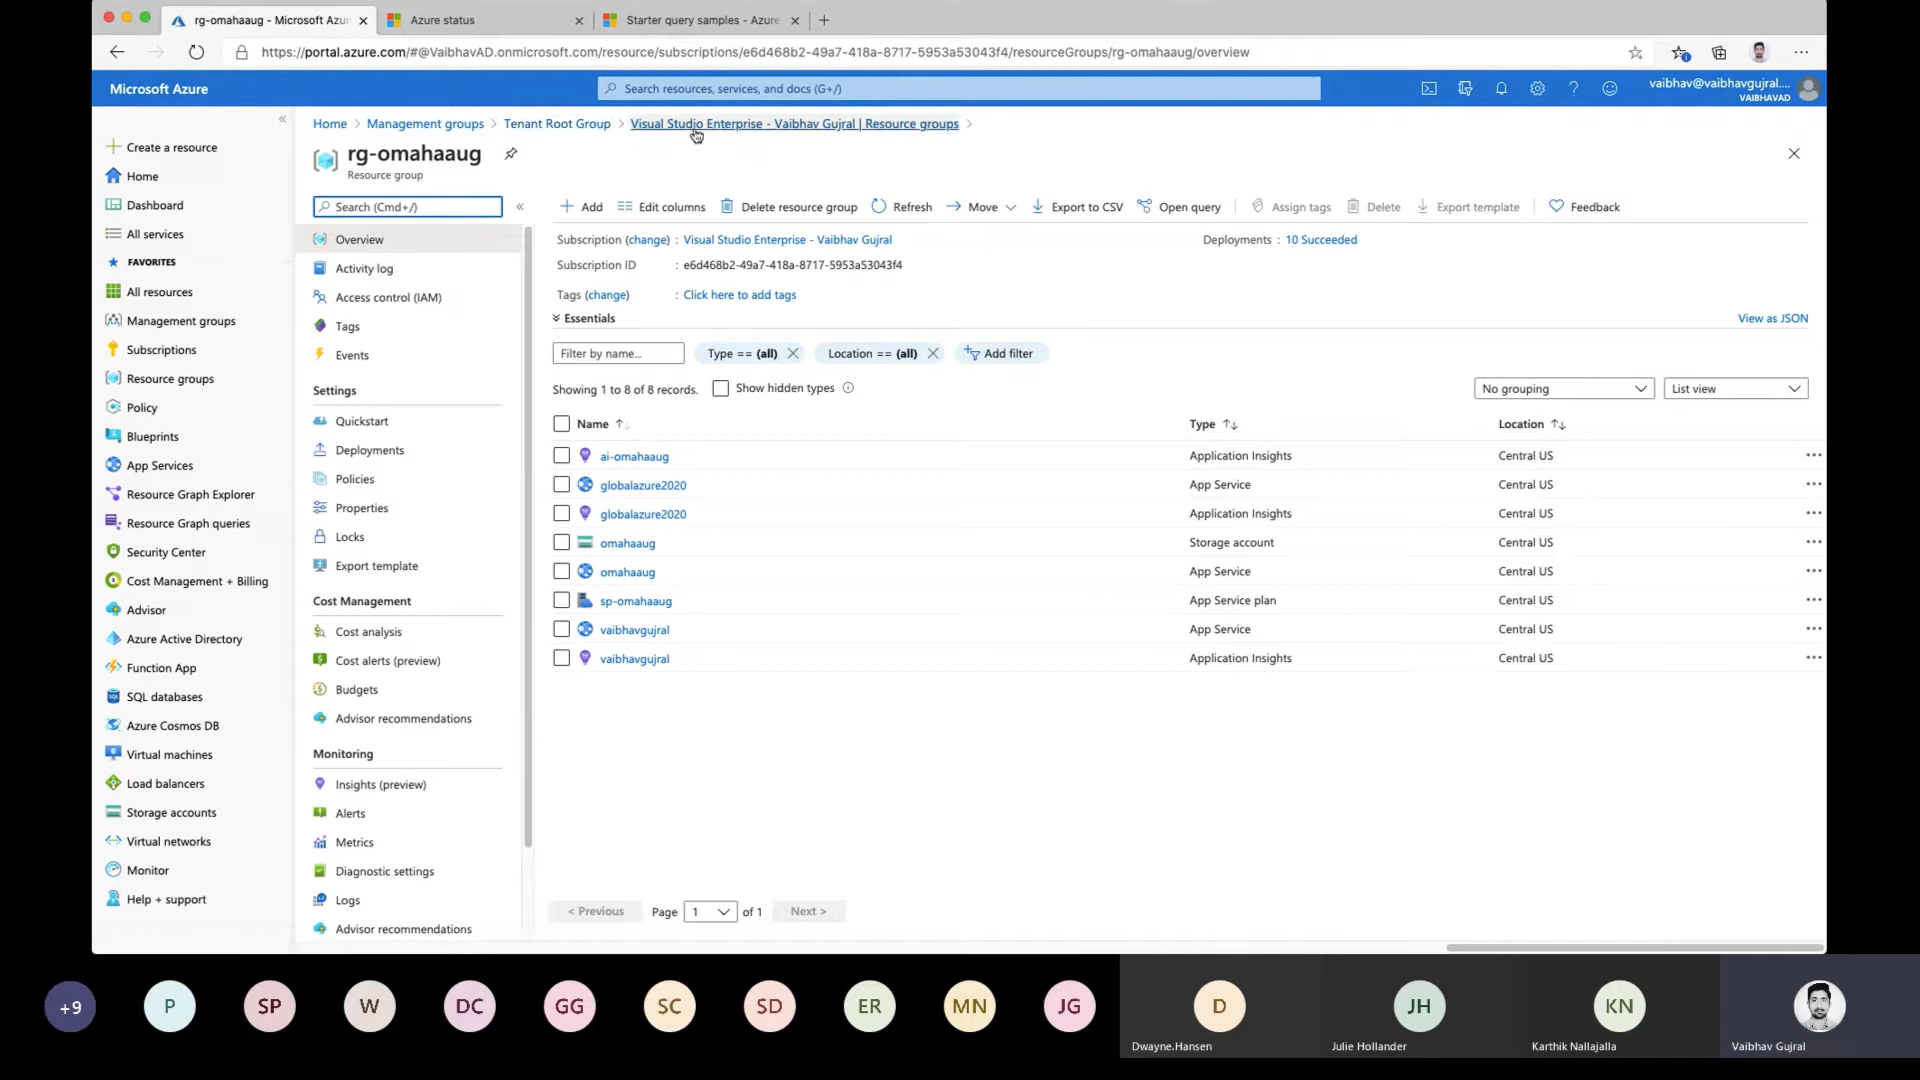 rg-omahaaug - Microsoft Azur
Azure status
Starter query samples - Azure
https://portal.azure.com/#@VaibhavAD.onmicrosoft.com/resource/subscriptions/e6d468b2-49a7-418a-8717-5953a53043f4/resourceGroups/rg-omahaaug/overview
Microsoft Azure
Search resources, services, and docs (G+/)
vaibhav@vaibhavgujral....
VAIBHAVAD
Home > Management groups > Tenant Root Group > Visual Studio Enterprise - Vaibhav Gujral | Resource groups >
rg-omahaaug
Resource group
Create a resource
Home
Dashboard
All services
FAVORITES
All resources
Management groups
Subscriptions
Resource groups
Policy
Blueprints
App Services
Resource Graph Explorer
Resource Graph queries
Security Center
Cost Management + Billing
Advisor
Azure Active Directory
Function App
SQL databases
Azure Cosmos DB
Virtual machines
Load balancers
Storage accounts
Virtual networks
Monitor
Help + support
Search (Cmd+/)
Overview
Activity log
Access control (IAM)
Tags
Events
Settings
Quickstart
Deployments
Policies
Properties
Locks
Export template
Cost Management
Cost analysis
Cost alerts (preview)
Budgets
Advisor recommendations
Monitoring
Insights (preview)
Alerts
Metrics
Diagnostic settings
Logs
Advisor recommendations
Add Edit columns Delete resource group Refresh Move Export to CSV Open query Assign tags Delete Export template Feedback
Subscription (change) : Visual Studio Enterprise - Vaibhav Gujral Deployments : 10 Succeeded
Subscription ID : e6d468b2-49a7-418a-8717-5953a53043f4
Tags (change) : Click here to add tags
Essentials View as JSON
Filter by name... Type == (all) Location == (all) Add filter
Showing 1 to 8 of 8 records. Show hidden types No grouping List view
Name Type Location
ai-omahaaug Application Insights Central US ...
globalazure2020 App Service Central US ...
globalazure2020 Application Insights Central US ...
omahaaug Storage account Central US ...
omahaaug App Service Central US ...
sp-omahaaug App Service plan Central US ...
vaibhavgujral App Service Central US ...
vaibhavgujral Application Insights Central US ...
< Previous Page 1 of 1 Next >
+9 P SP W DC GG SC SD ER MN JG D JH KN
Dwayne.Hansen Julie Hollander Karthik Nallajalla Vaibhav Gujral